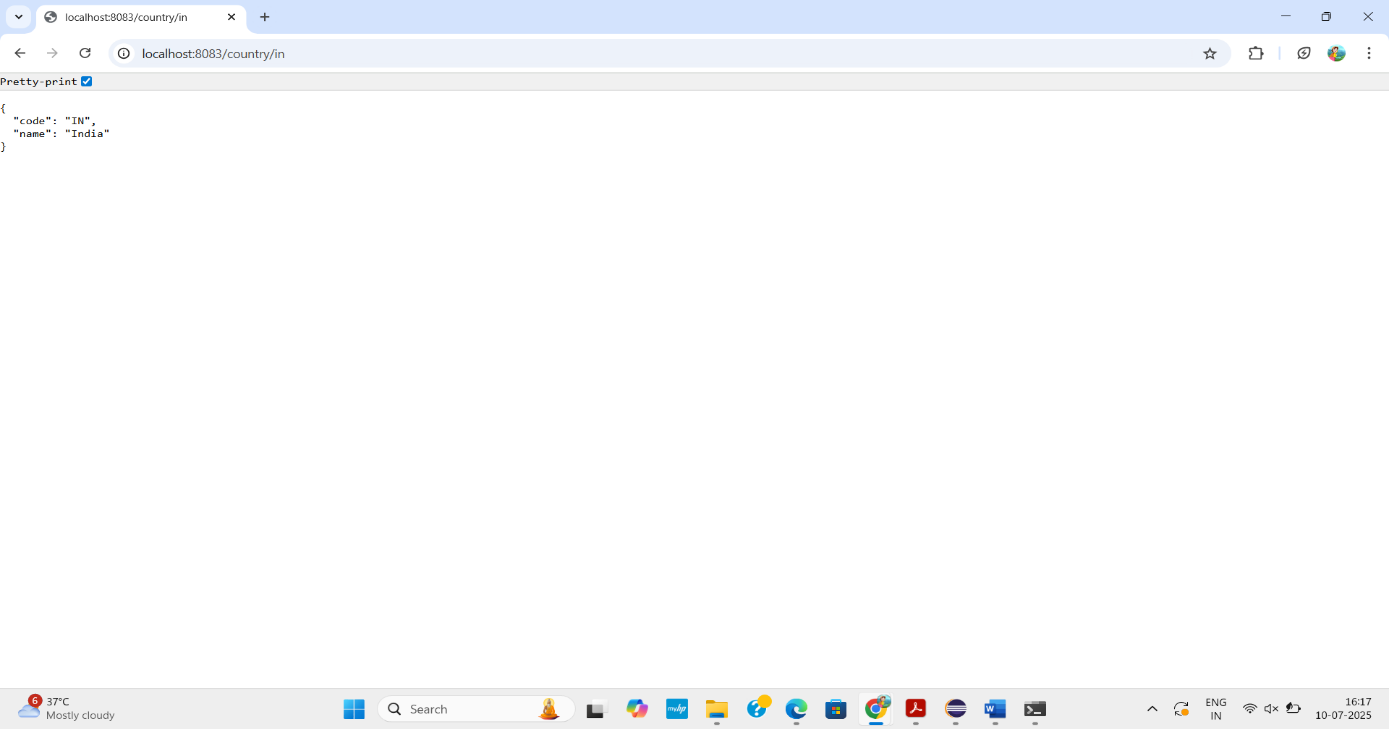 localhost:8083/country/in
localhost:8083/country/in
Pretty-print
{
"code": "IN",
"name": "India"
}
6
37°C
Mostly cloudy
Search
myhp
ENG
IN
16:17
10-07-2025